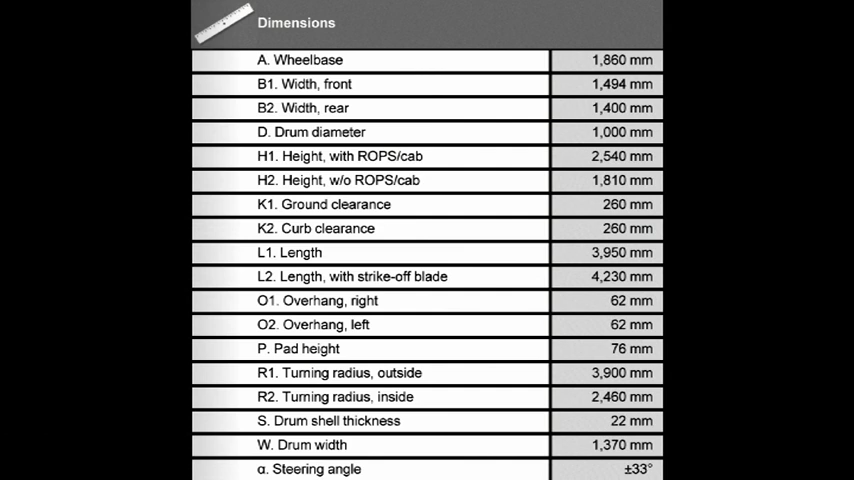 Dimensions
A. Wheelbase 1,860 mm
B1. Width, front 1,494 mm
B2. Width, rear 1,400 mm
D. Drum diameter 1,000 mm
H1. Height, with ROPS/cab 2,540 mm
H2. Height, w/o ROPS/cab 1,810 mm
K1. Ground clearance 260 mm
K2. Curb clearance 260 mm
L1. Length 3,950 mm
L2. Length, with strike-off blade 4,230 mm
O1. Overhang, right 62 mm
O2. Overhang, left 62 mm
P. Pad height 76 mm
R1. Turning radius, outside 3,900 mm
R2. Turning radius, inside 2,460 mm
S. Drum shell thickness 22 mm
W. Drum width 1,370 mm
α. Steering angle ±33°